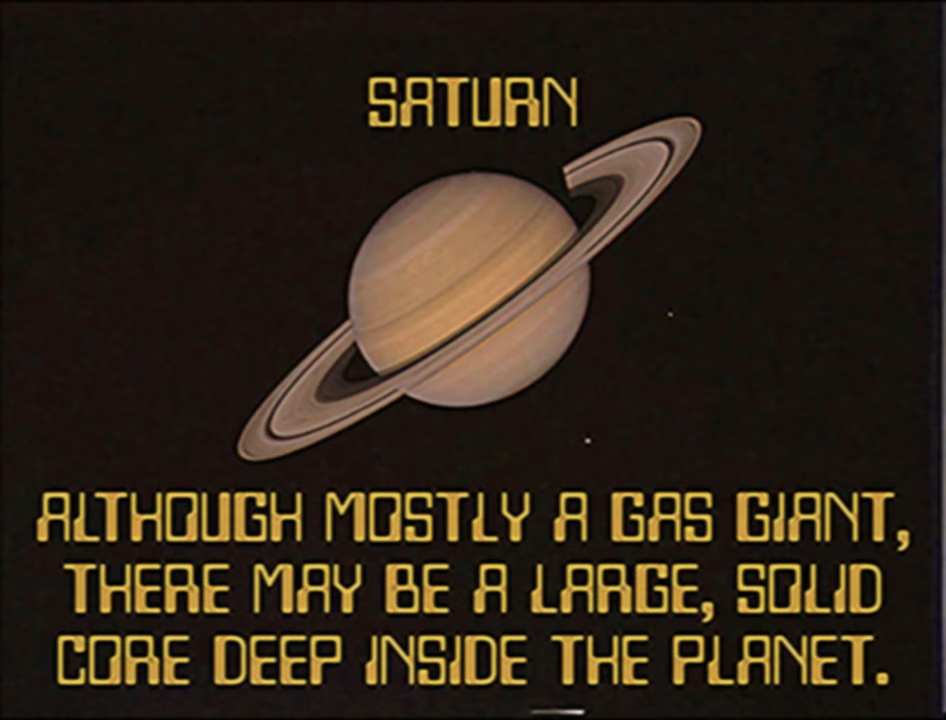 SATURN
ALTHOUGH MOSTLY A GAS GIANT,
THERE MAY BE A LARGE, SOLID
CORE DEEP INSIDE THE PLANET.